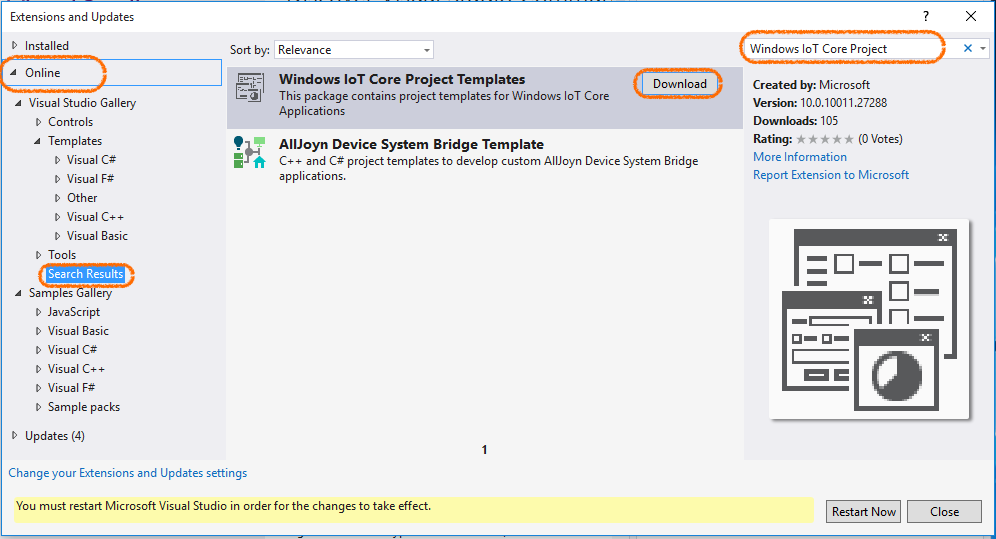 Extensions and Updates
?
Installed
Online
Visual Studio Gallery
Controls
Templates
Visual C#
Visual F#
Other
Visual C++
Visual Basic
Tools
Search Results
Samples Gallery
JavaScript
Visual Basic
Visual C#
Visual C++
Visual F#
Sample packs
Updates (4)
Sort by: Relevance
Windows IoT Core Project Templates
Download
This package contains project templates for Windows IoT Core
Applications
AllJoyn Device System Bridge Template
C++ and C# project templates to develop custom AllJoyn Device System Bridge
applications.
1
Windows IoT Core Project
Created by: Microsoft
Version: 10.0.10011.27288
Downloads: 105
Rating: ★★★★★ (0 Votes)
More Information
Report Extension to Microsoft
Change your Extensions and Updates settings
You must restart Microsoft Visual Studio in order for the changes to take effect.
Restart Now
Close